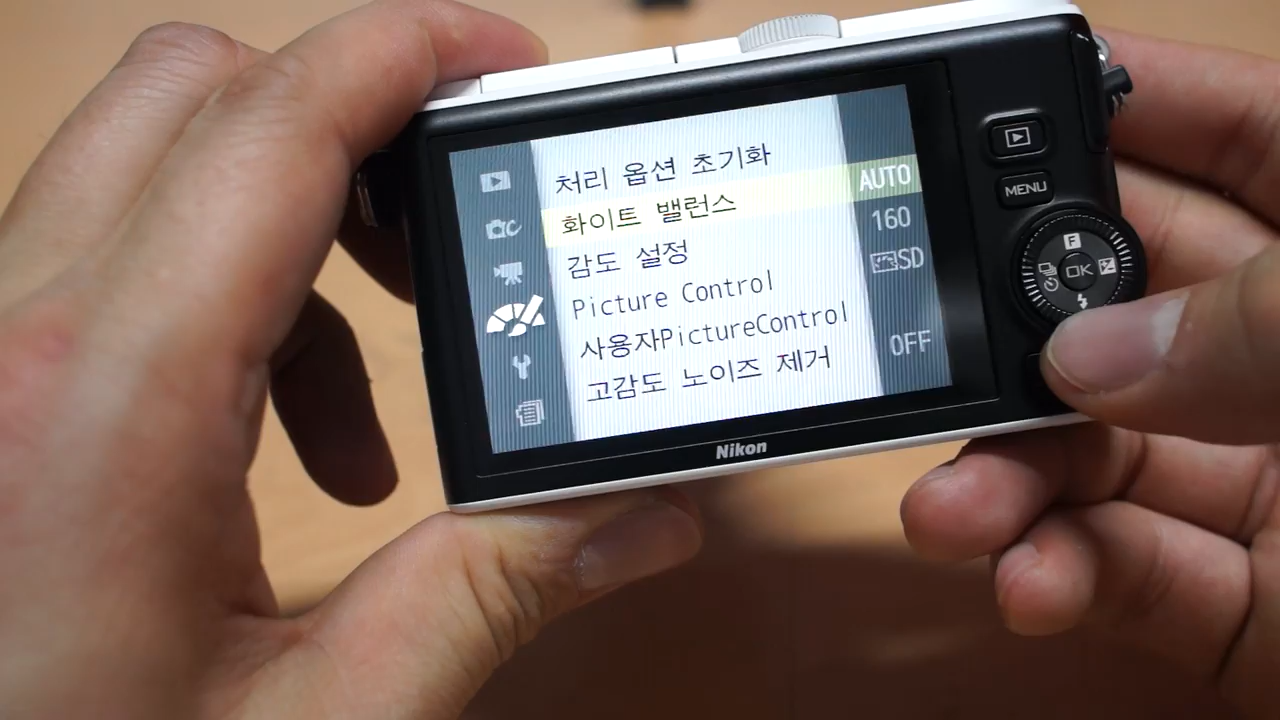 처리 옵션 초기화
화이트 밸런스 AUTO
감도 설정 160
Picture Control SD
사용자PictureControl
고감도 노이즈 제거 OFF
MENU
F
OK
Nikon